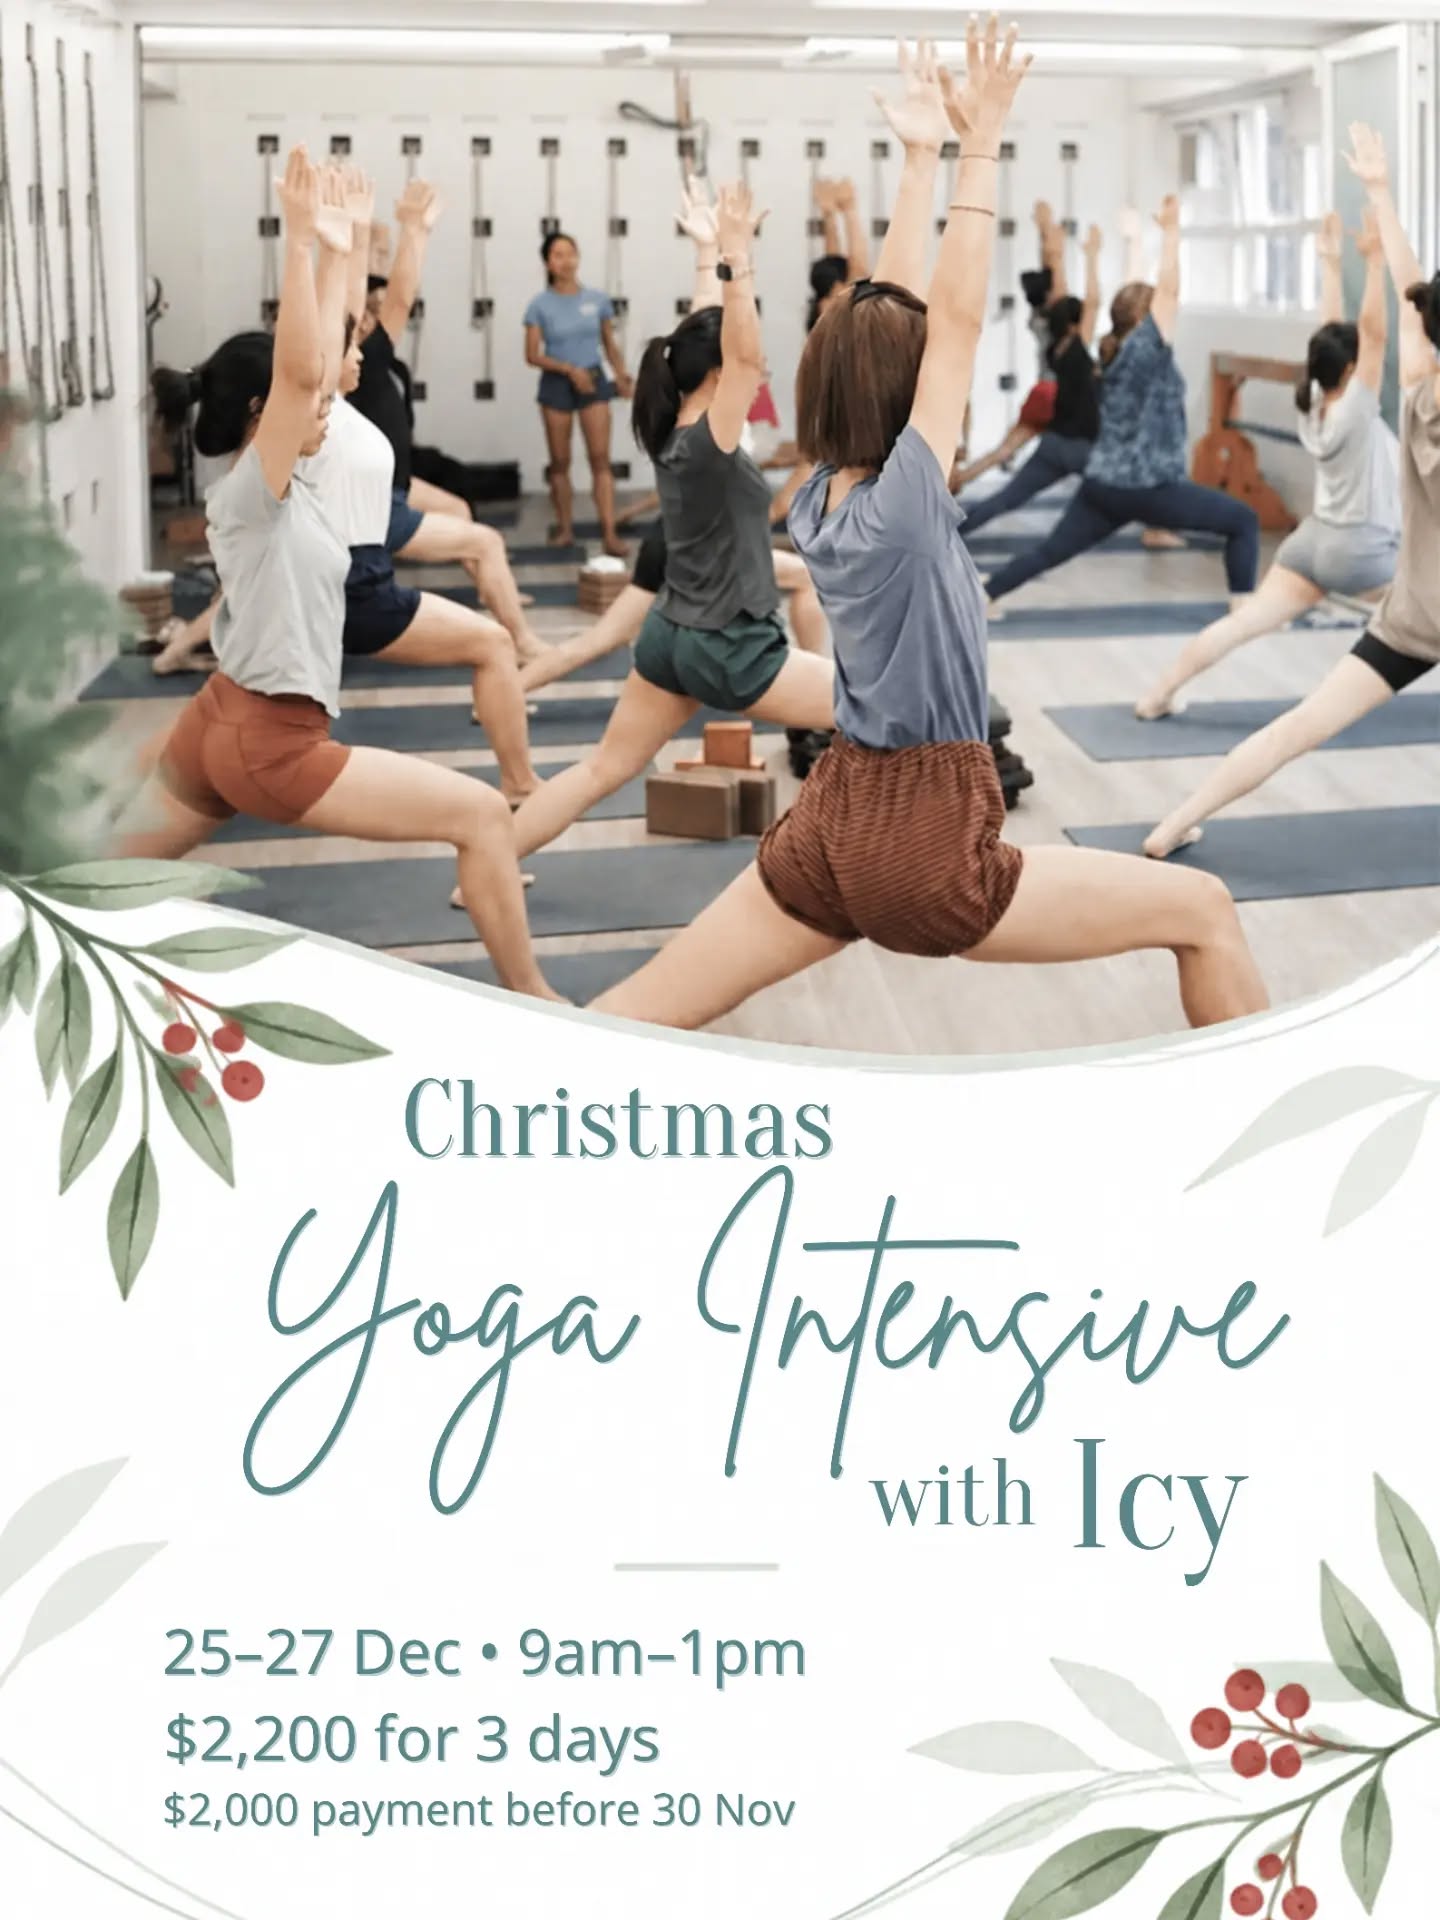 Christmas
Yoga Intensive
with Icy
25–27 Dec • 9am–1pm
$2,200 for 3 days
$2,000 payment before 30 Nov